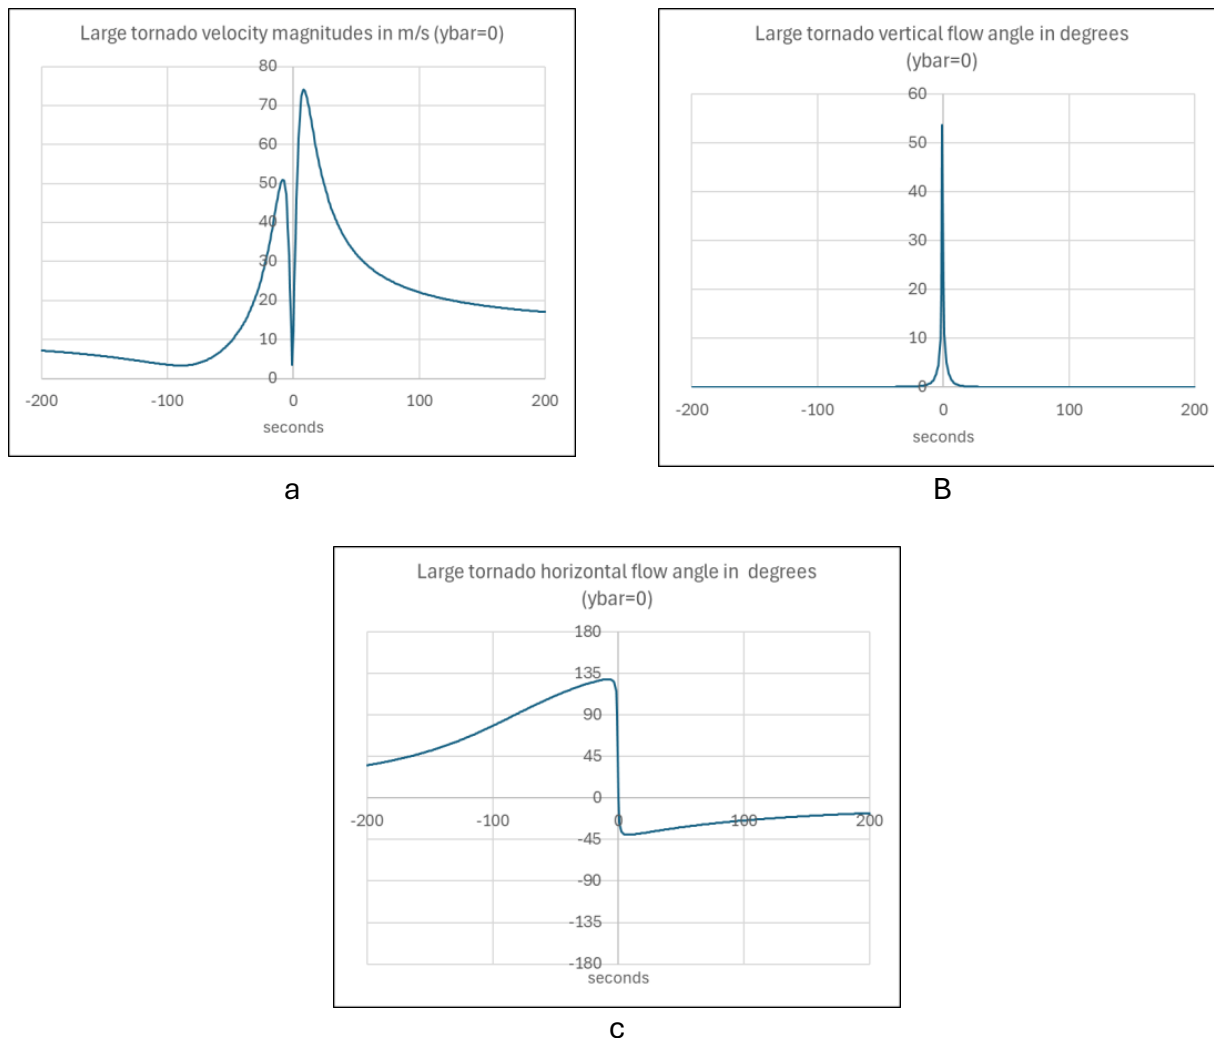 Large tornado velocity magnitudes in m/s (ybar=0)
80
70
60
50
40
30
20
10
0
-200 -100 0 100 200
seconds
a
Large tornado vertical flow angle in degrees
(ybar=0)
60
50
40
30
20
10
0
-200 -100 0 100 200
seconds
B
Large tornado horizontal flow angle in degrees
(ybar=0)
180
135
90
45
0
-200 -100 0 100 200
-45
-90
-135
-180
seconds
c